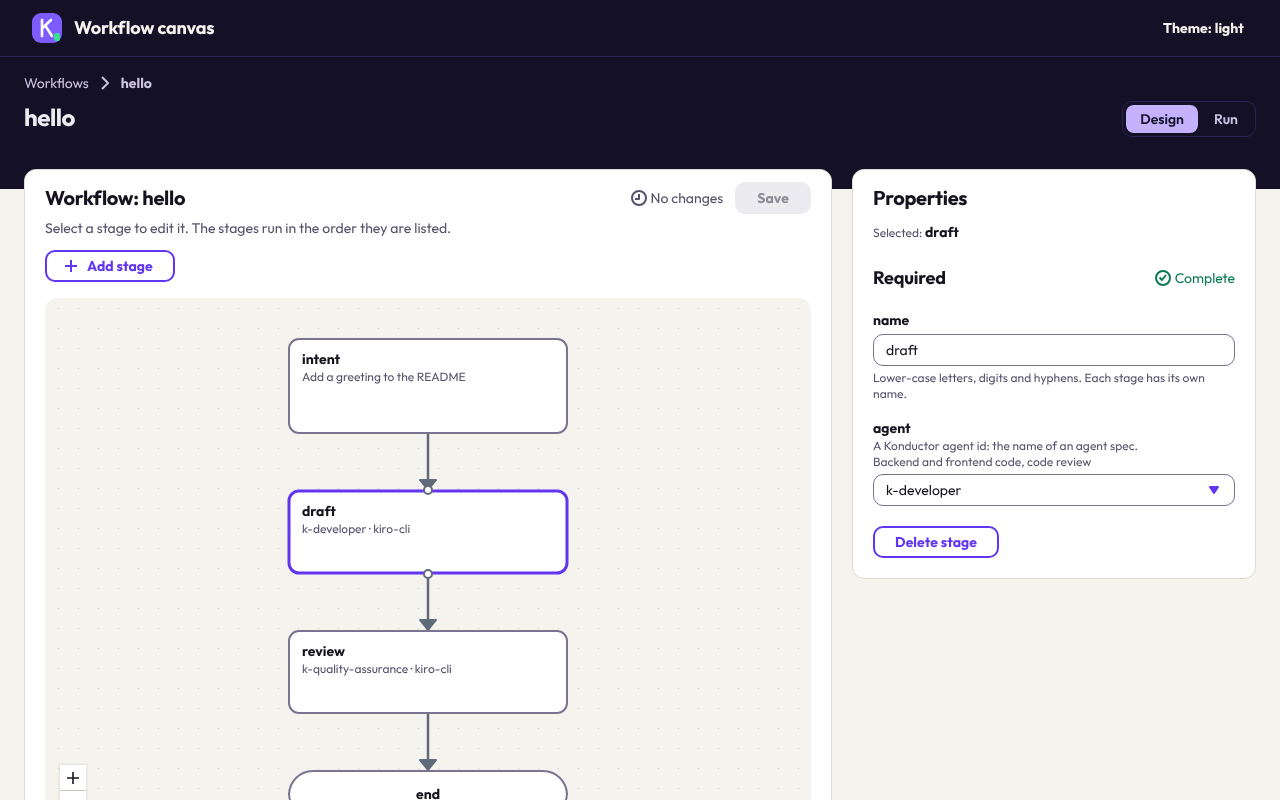 K Workflow canvas
Theme: light
Workflows > hello
hello
Design
Run
Workflow: hello
No changes
Save
Select a stage to edit it. The stages run in the order they are listed.
+ Add stage
intent
Add a greeting to the README
draft
k-developer · kiro-cli
review
k-quality-assurance · kiro-cli
end
+
Properties
Selected: draft
Required
Complete
name
draft
Lower-case letters, digits and hyphens. Each stage has its own
name.
agent
A Konductor agent id: the name of an agent spec.
Backend and frontend code, code review
k-developer
Delete stage